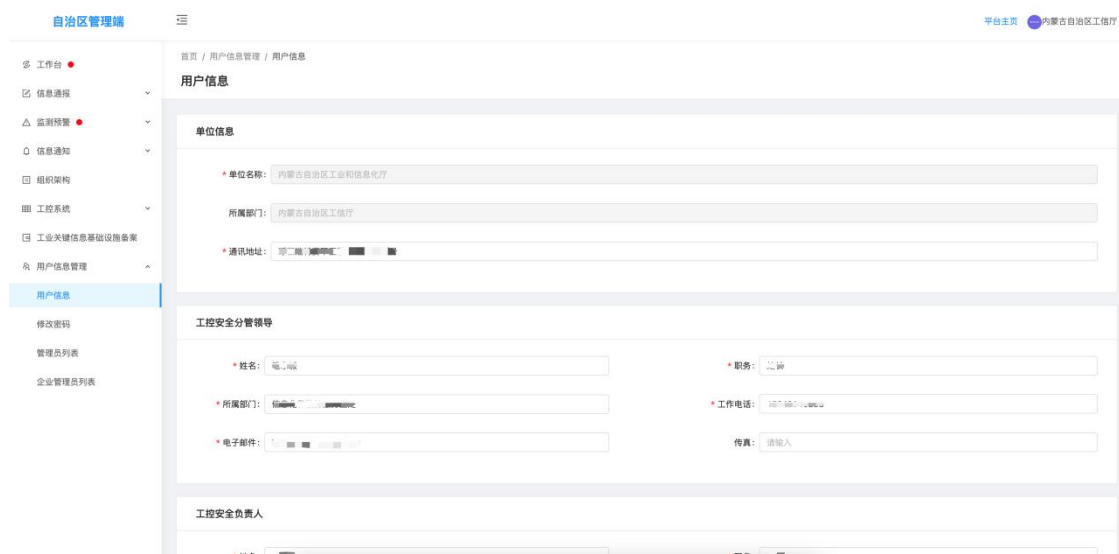 自治区管理端
平台主页 内蒙古自治区工信厅
首页 / 用户信息管理 / 用户信息
用户信息
工作台
信息通报
监测预警
信息通知
组织架构
工控系统
工业关键信息基础设施备案
用户信息管理
用户信息
修改密码
管理员列表
企业管理员列表
单位信息
* 单位名称: 内蒙古自治区工业和信息化厅
所属部门: 内蒙古自治区工信厅
* 通讯地址:
工控安全分管领导
* 姓名: * 职务:
* 所属部门: * 工作电话:
* 电子邮件: 传真: 请输入
工控安全负责人